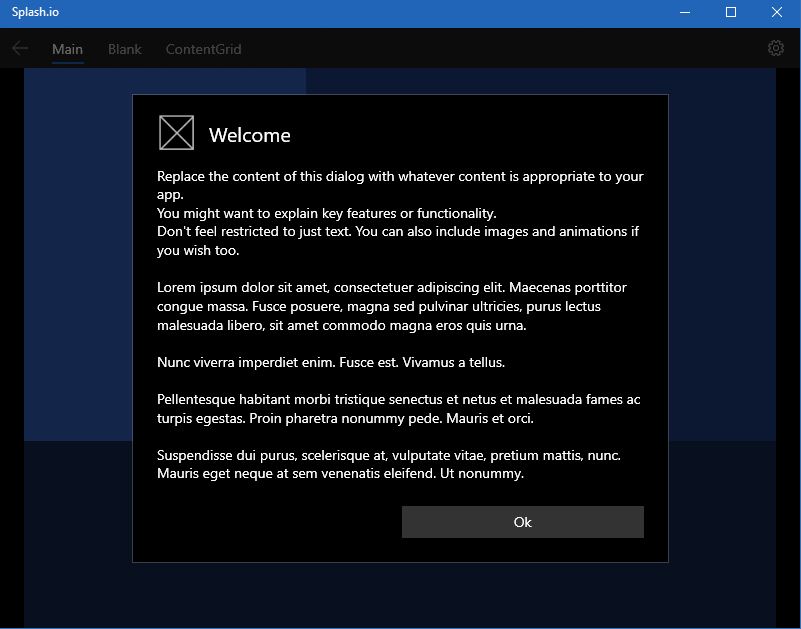 Splash.io
Main Blank ContentGrid
Welcome
Replace the content of this dialog with whatever content is appropriate to your
app.
You might want to explain key features or functionality.
Don't feel restricted to just text. You can also include images and animations if
you wish too.
Lorem ipsum dolor sit amet, consectetuer adipiscing elit. Maecenas porttitor
congue massa. Fusce posuere, magna sed pulvinar ultricies, purus lectus
malesuada libero, sit amet commodo magna eros quis urna.
Nunc viverra imperdiet enim. Fusce est. Vivamus a tellus.
Pellentesque habitant morbi tristique senectus et netus et malesuada fames ac
turpis egestas. Proin pharetra nonummy pede. Mauris et orci.
Suspendisse dui purus, scelerisque at, vulputate vitae, pretium mattis, nunc.
Mauris eget neque at sem venenatis eleifend. Ut nonummy.
Ok